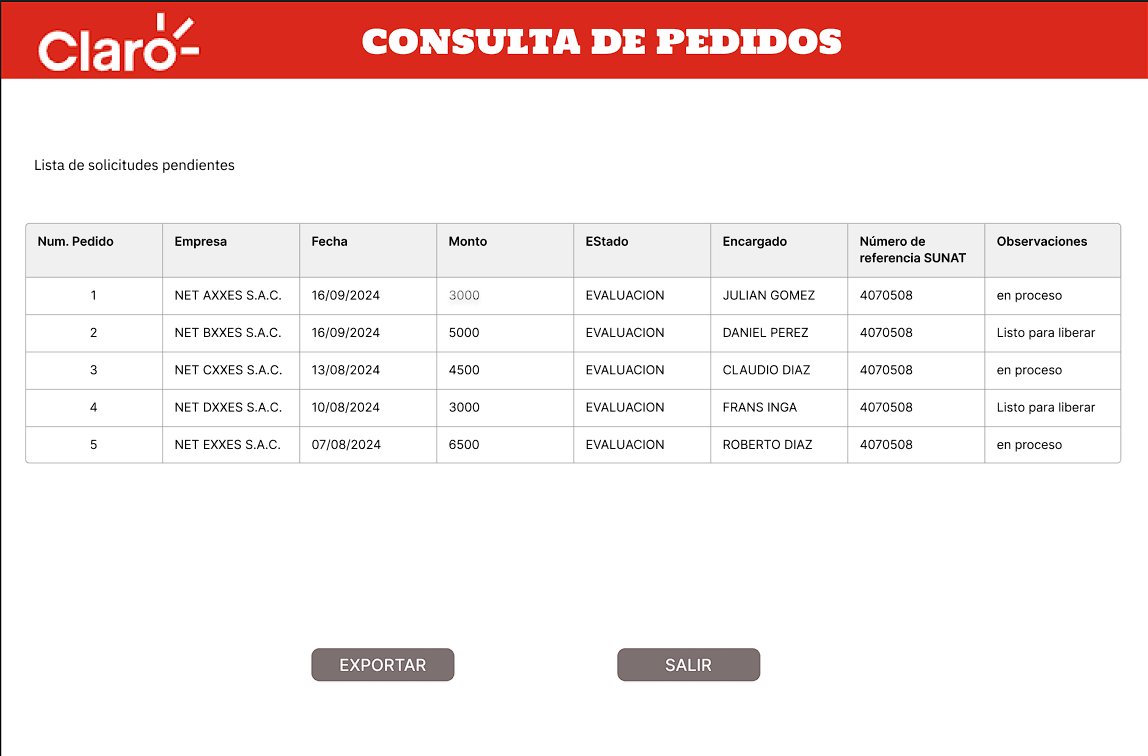 Claro
CONSULTA DE PEDIDOS
Lista de solicitudes pendientes
Num. Pedido Empresa Fecha Monto EStado Encargado Número de referencia SUNAT Observaciones
1 NET AXXES S.A.C. 16/09/2024 3000 EVALUACION JULIAN GOMEZ 4070508 en proceso
2 NET BXXES S.A.C. 16/09/2024 5000 EVALUACION DANIEL PEREZ 4070508 Listo para liberar
3 NET CXXES S.A.C. 13/08/2024 4500 EVALUACION CLAUDIO DIAZ 4070508 en proceso
4 NET DXXES S.A.C. 10/08/2024 3000 EVALUACION FRANS INGA 4070508 Listo para liberar
5 NET EXXES S.A.C. 07/08/2024 6500 EVALUACION ROBERTO DIAZ 4070508 en proceso
EXPORTAR SALIR